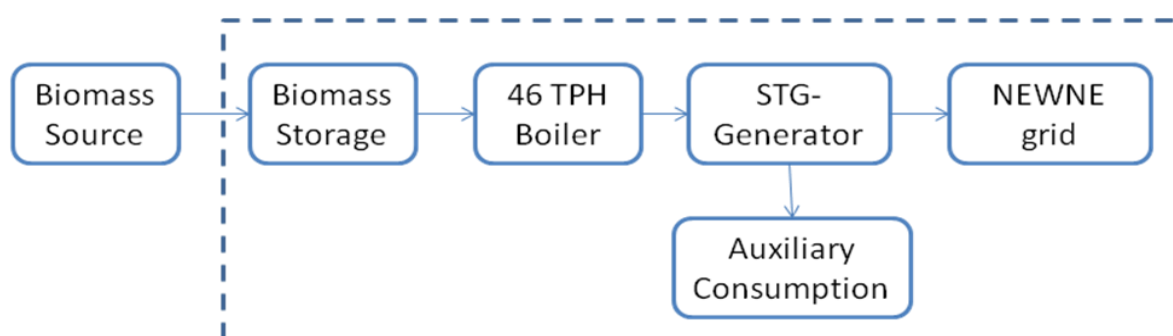 Biomass
Source
Biomass
Storage
46 TPH
Boiler
STG-
Generator
NEWNE
grid
Auxiliary
Consumption